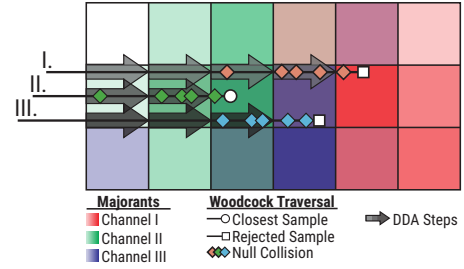 I.
II.
III.
Majorants
Channel I
Channel II
Channel III
Woodcock Traversal
Closest Sample
Rejected Sample
Null Collision
DDA Steps